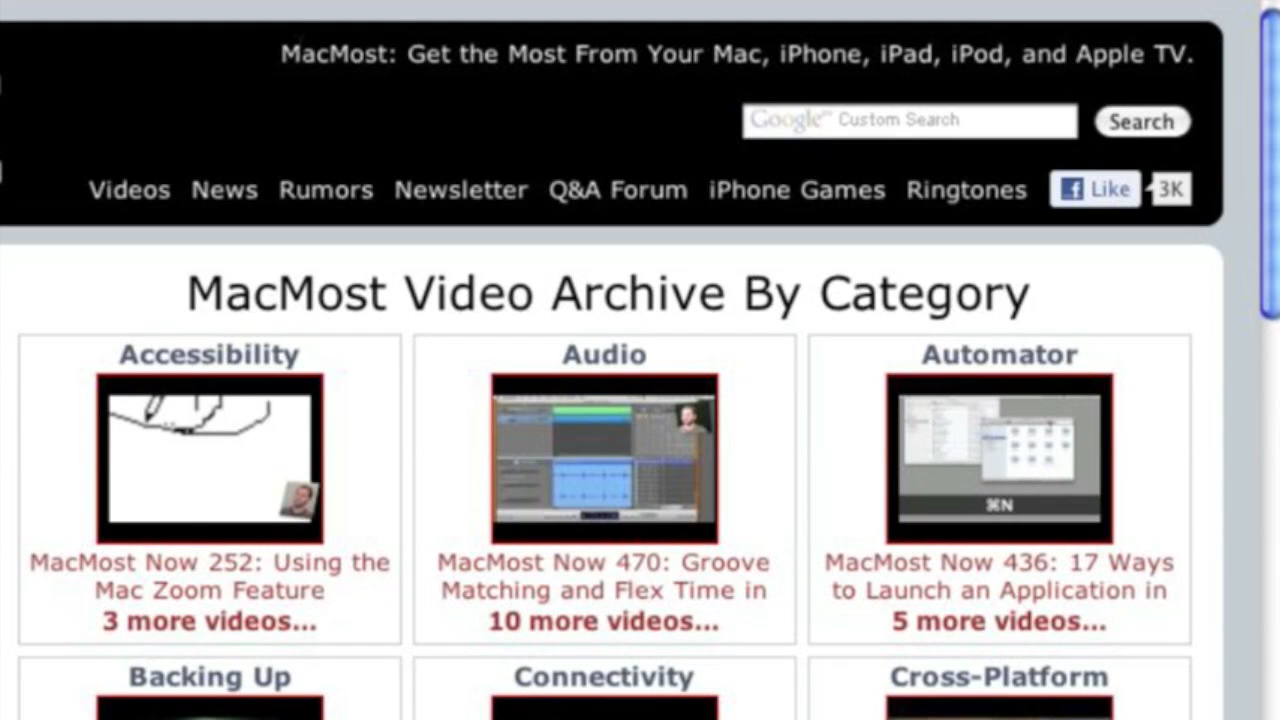 MacMost: Get the Most From Your Mac, iPhone, iPad, iPod, and Apple TV.
Google™ Custom Search
Search
Videos News Rumors Newsletter Q&A Forum iPhone Games Ringtones Like 3K
MacMost Video Archive By Category
Accessibility Audio Automator
⌘N
MacMost Now 252: Using the MacMost Now 470: Groove MacMost Now 436: 17 Ways
Mac Zoom Feature Matching and Flex Time in to Launch an Application in
3 more videos... 10 more videos... 5 more videos...
Backing Up Connectivity Cross-Platform